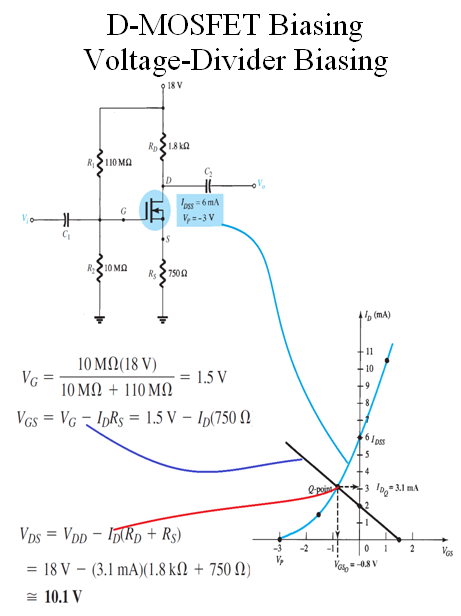 D-MOSFET Biasing
Voltage-Divider Biasing
18 V
R_D 1.8 kΩ
R₁ 110 MΩ
D
C₂
V_o
I_DSS = 6 mA
V_P = -3 V
G
V_i
C₁
S
R₂ 10 MΩ
R_S 750 Ω
V_G = 10 MΩ(18 V) / 10 MΩ + 110 MΩ = 1.5 V
V_GS = V_G − I_D R_S = 1.5 V − I_D(750 Ω
V_DS = V_DD − I_D(R_D + R_S)
= 18 V − (3.1 mA)(1.8 kΩ + 750 Ω)
≅ 10.1 V
I_D (mA)
11
10
9
8
7
6 I_DSS
5
4
Q-point 3 I_DQ = 3.1 mA
2
1
-3 -2 -1 0 1 2 V_GS
V_P
V_GSQ = -0.8 V